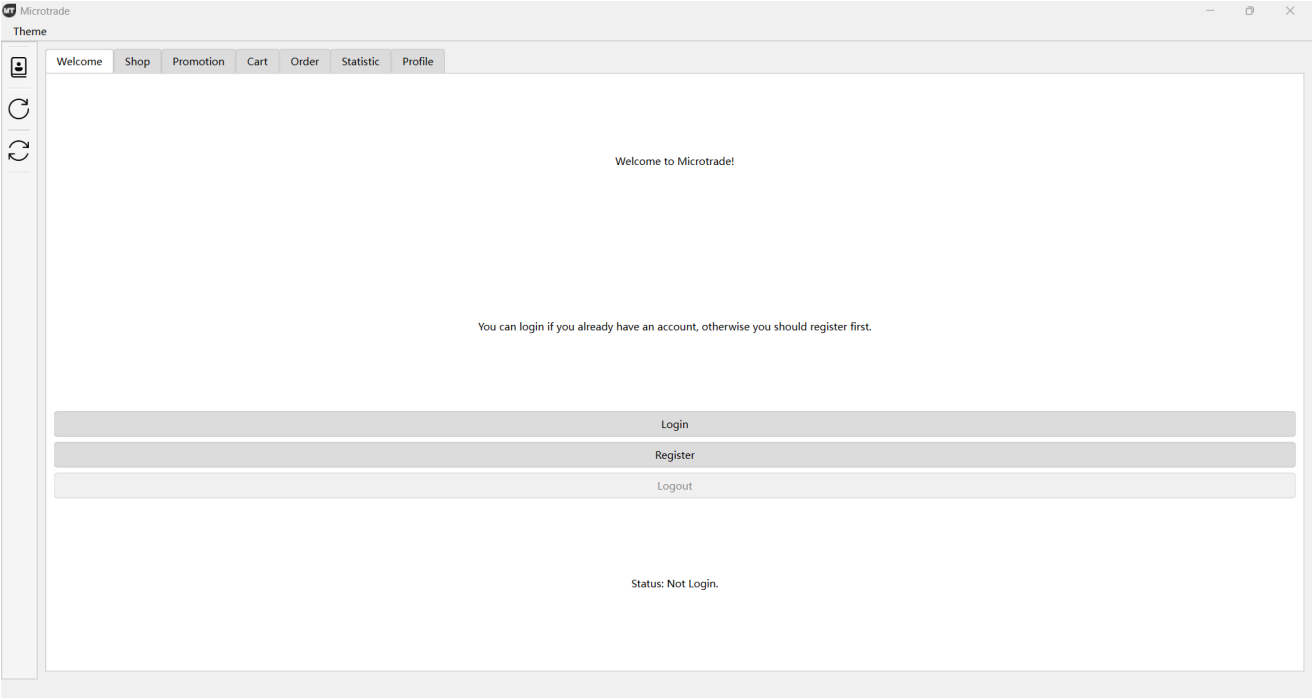 MT Microtrade
Theme
Welcome Shop Promotion Cart Order Statistic Profile
Welcome to Microtrade!
You can login if you already have an account, otherwise you should register first.
Login
Register
Logout
Status: Not Login.